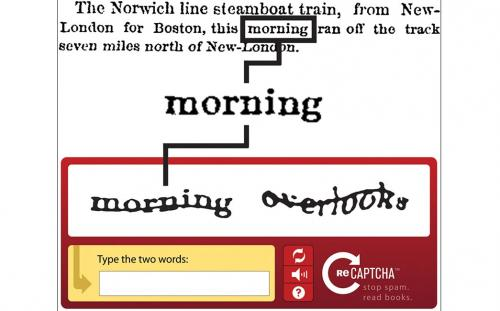 The Norwich line steamboat train, from New-
London for Boston, this morning ran off the track
seven miles north of New-London.
morning
morning overlooks
Type the two words:
reCAPTCHA™
stop spam.
read books.